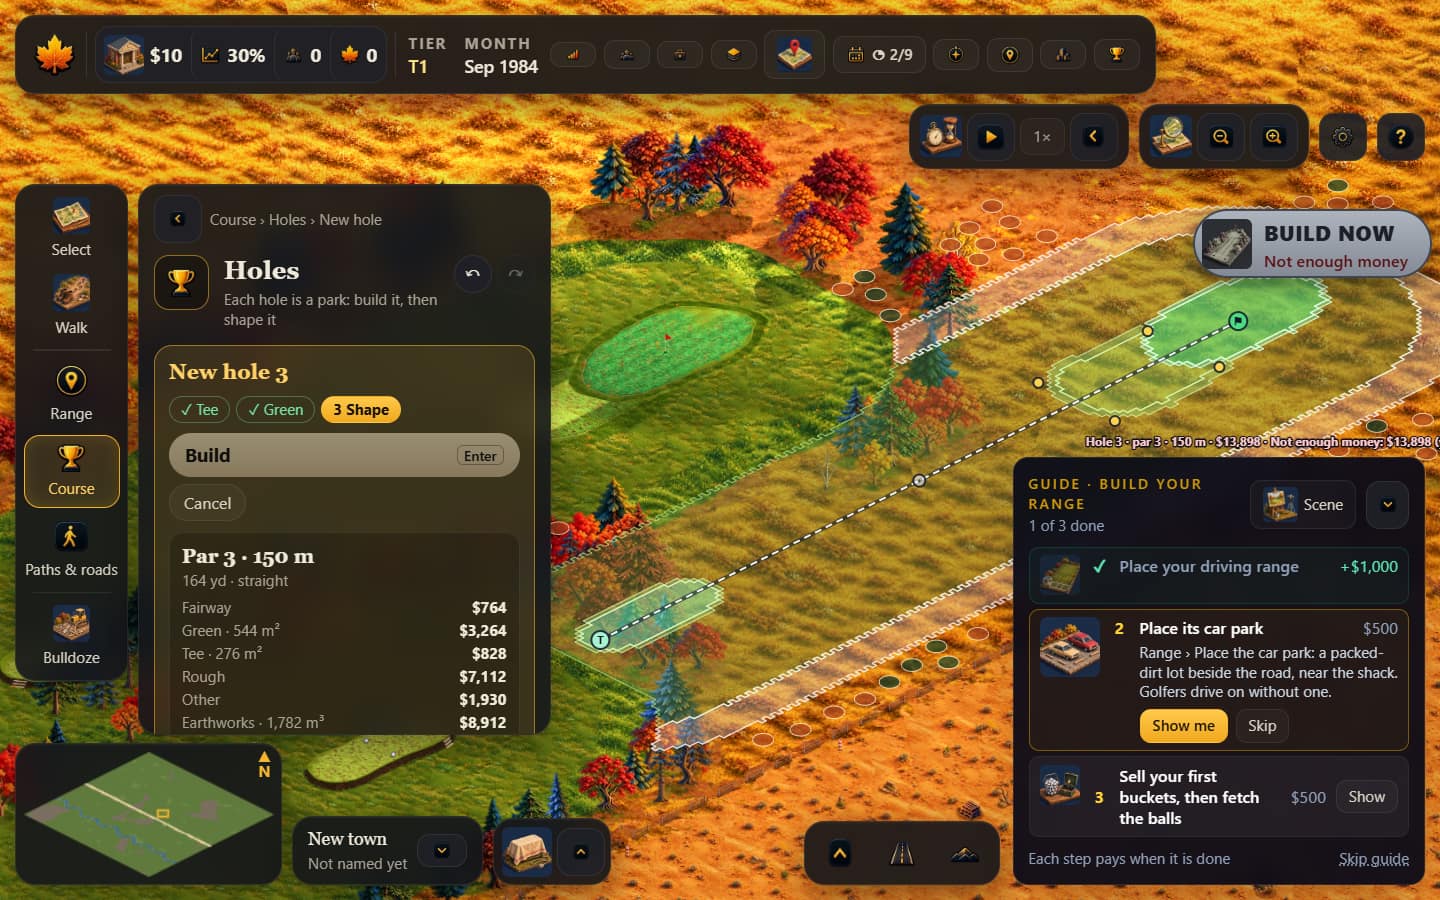 $10
30%
0
0
TIER
T1
MONTH
Sep 1984
2/9
1×
?
Select
Walk
Range
Course
Paths & roads
Bulldoze
Course › Holes › New hole
Holes
Each hole is a park: build it, then
shape it
New hole 3
✓ Tee
✓ Green
3 Shape
Build
Enter
Cancel
Par 3 · 150 m
164 yd · straight
Fairway
$764
Green · 544 m²
$3,264
Tee · 276 m²
$828
Rough
$7,112
Other
$1,930
Earthworks · 1,782 m³
$8,912
BUILD NOW
Not enough money
T
Hole 3 · par 3 · 150 m · $13,898 · Not enough money: $13,898
GUIDE · BUILD YOUR
RANGE
1 of 3 done
Scene
✓ Place your driving range
+$1,000
2 Place its car park
$500
Range › Place the car park: a packed-
dirt lot beside the road, near the shack.
Golfers drive on without one.
Show me
Skip
3
Sell your first
buckets, then fetch
the balls
$500
Show
Each step pays when it is done
Skip guide
N
New town
Not named yet